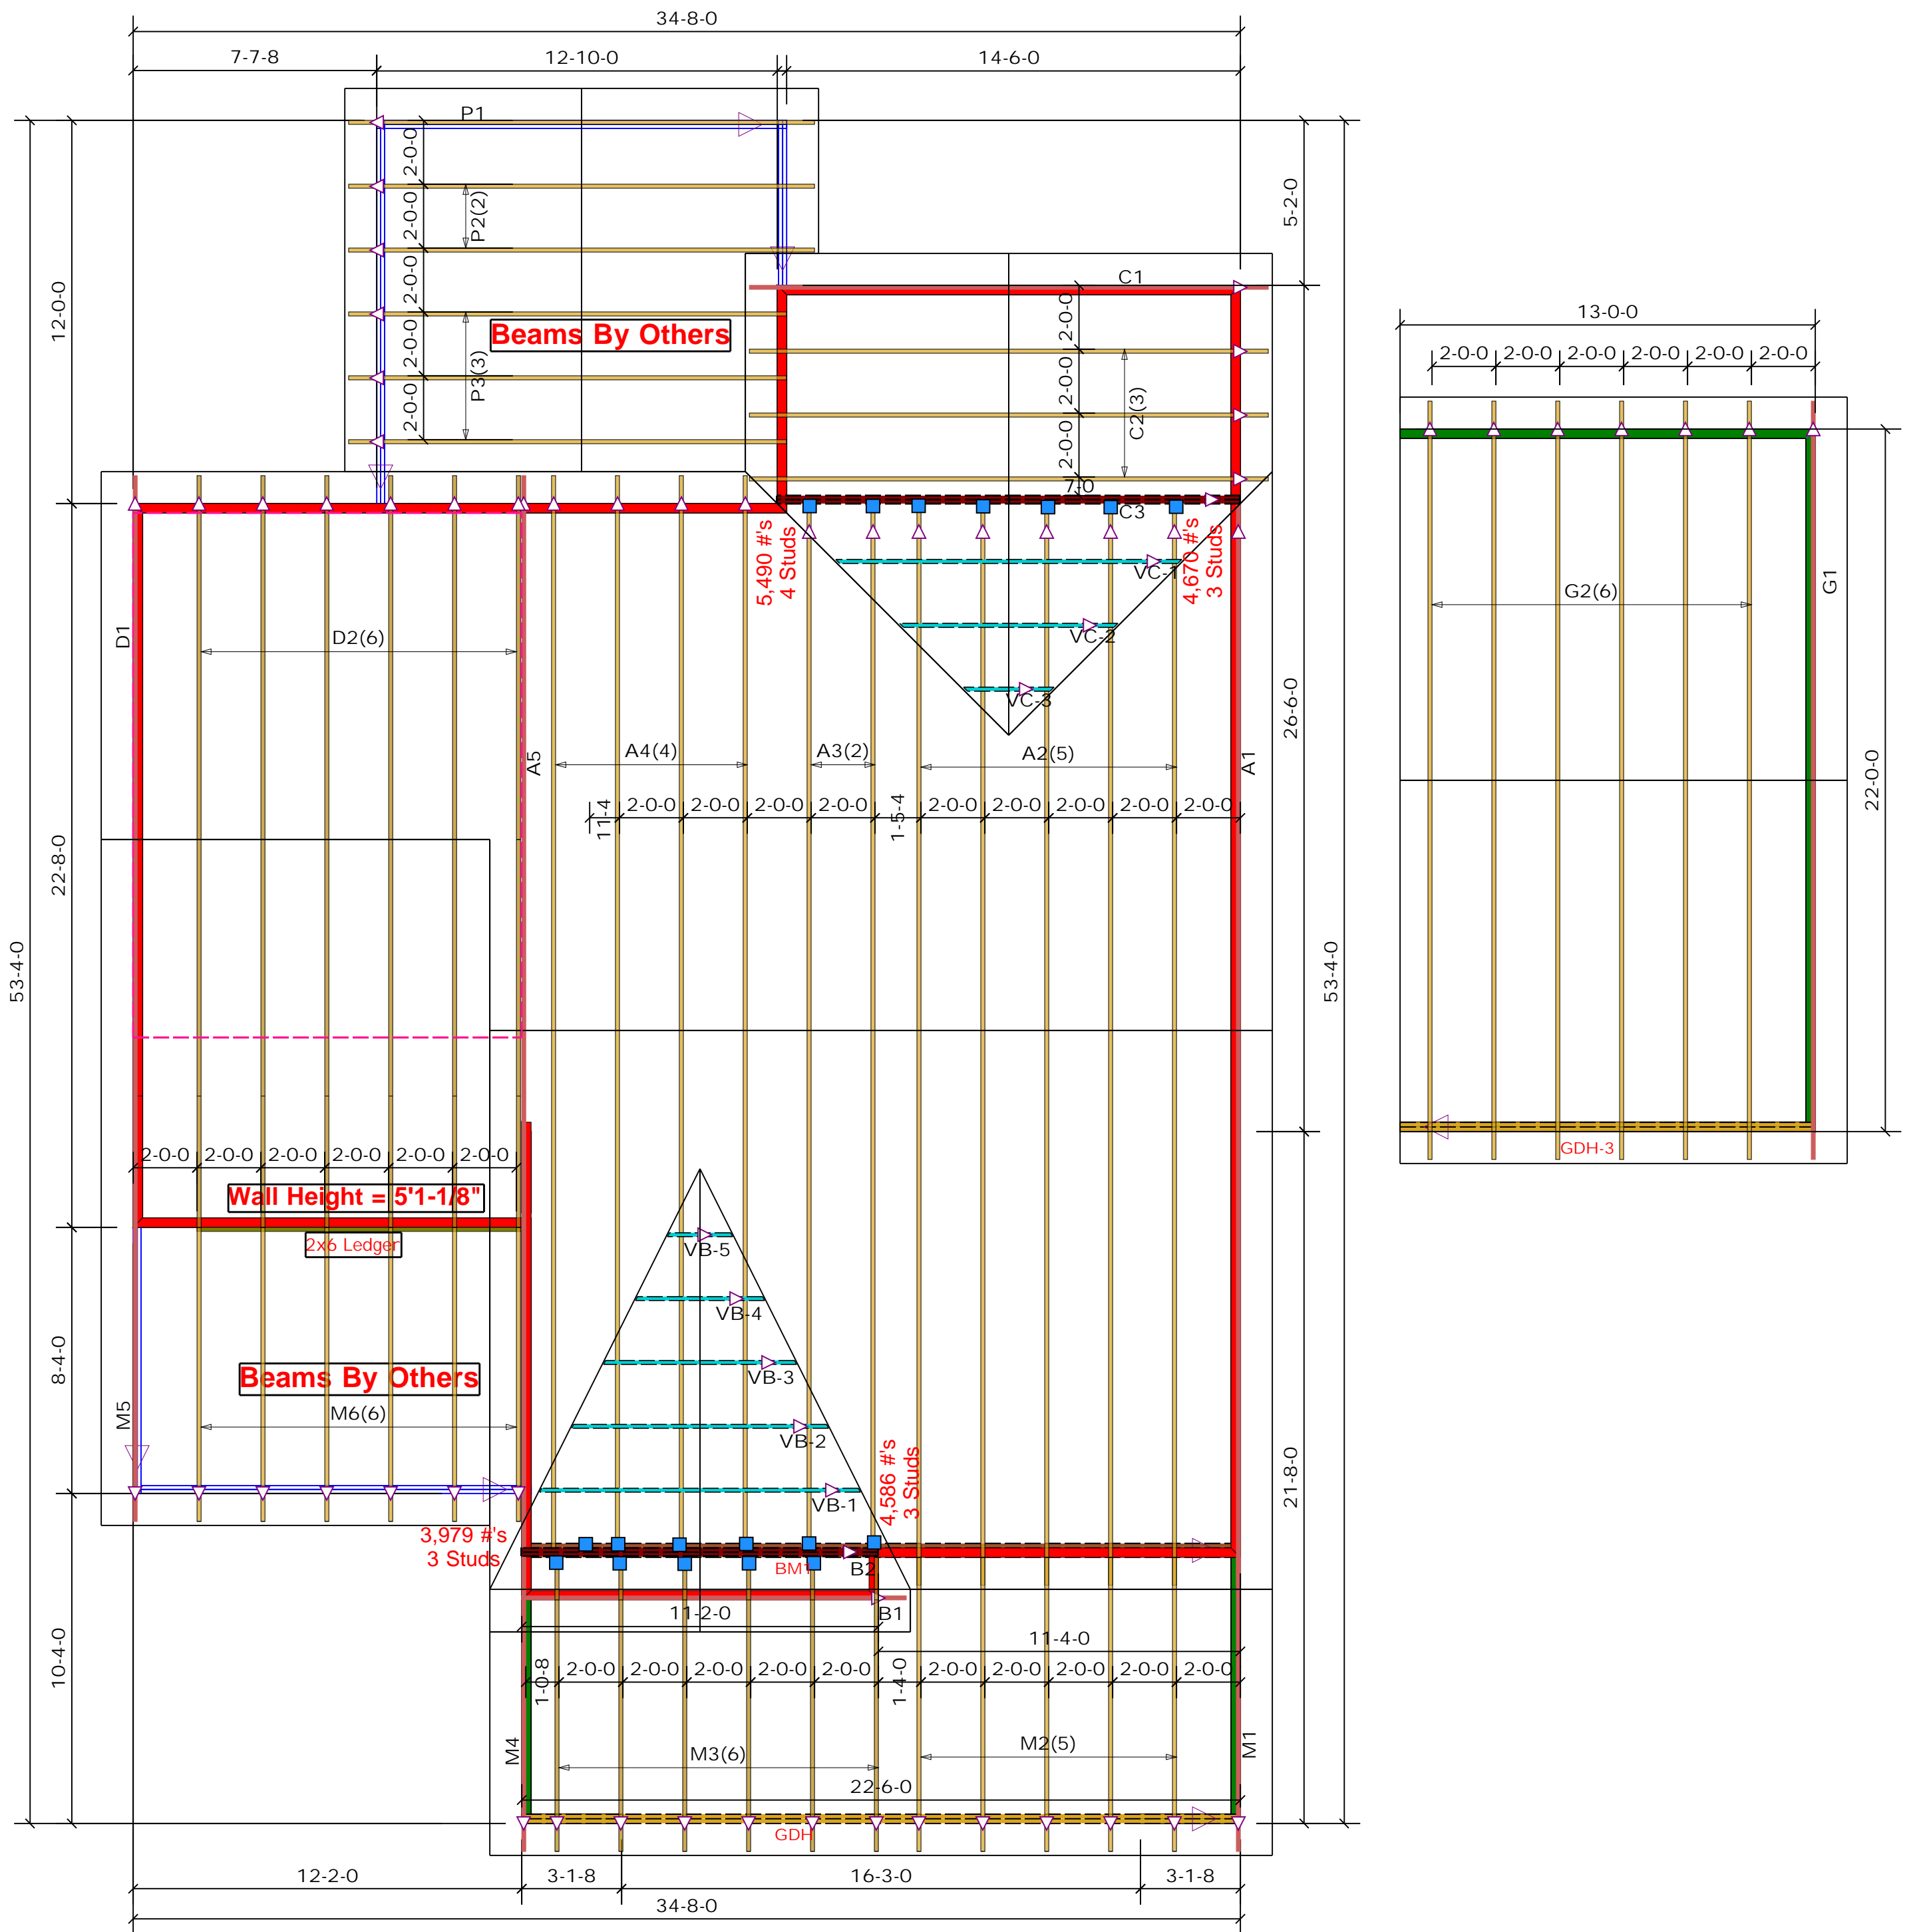 34-8-0
7-7-8
12-10-0
14-6-0
P1
2-0-0
2-0-0
2-0-0
2-0-0
2-0-0
P2(2)
P3(3)
Beams By Others
12-0-0
5-2-0
C1
2-0-0
2-0-0
2-0-0
C2(3)
7-0
C3
13-0-0
2-0-0
2-0-0
2-0-0
2-0-0
2-0-0
2-0-0
G2(6)
G1
22-0-0
GDH-3
5,490 #'s
4 Studs
4,670 #'s
3 Studs
VC-1
VC-2
VC-3
D1
D2(6)
A5
A4(4)
A3(2)
A2(5)
A1
26-6-0
11-4
2-0-0
2-0-0
2-0-0
2-0-0
1-5-4
2-0-0
2-0-0
2-0-0
2-0-0
2-0-0
22-8-0
53-4-0
53-4-0
2-0-0
2-0-0
2-0-0
2-0-0
2-0-0
2-0-0
Wall Height = 5'1-1/8"
2x6 Ledger
VB-5
VB-4
VB-3
VB-2
VB-1
8-4-0
Beams By Others
M5
M6(6)
4,586 #'s
3 Studs
21-8-0
3,979 #'s
3 Studs
BM1
B2
B1
11-2-0
11-4-0
10-4-0
1-0-8
2-0-0
2-0-0
2-0-0
2-0-0
2-0-0
1-4-0
2-0-0
2-0-0
2-0-0
2-0-0
2-0-0
M4
M3(6)
M2(5)
M1
22-6-0
GDH
12-2-0
3-1-8
16-3-0
3-1-8
34-8-0